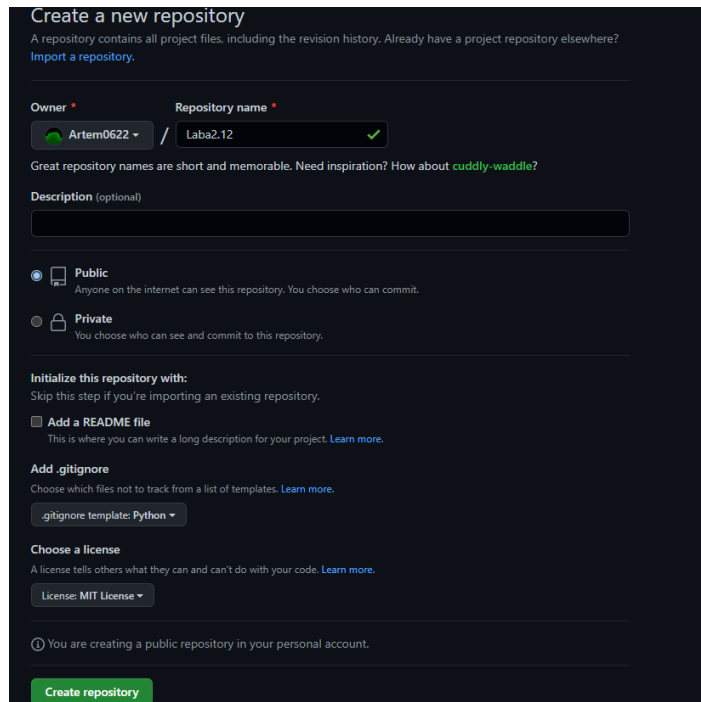 Create a new repository
A repository contains all project files, including the revision history. Already have a project repository elsewhere?
Import a repository.
Owner * Repository name *
Artem0622 / Laba2.12
Great repository names are short and memorable. Need inspiration? How about cuddly-waddle?
Description (optional)
Public
Anyone on the internet can see this repository. You choose who can commit.
Private
You choose who can see and commit to this repository.
Initialize this repository with:
Skip this step if you're importing an existing repository.
Add a README file
This is where you can write a long description for your project. Learn more.
Add .gitignore
Choose which files not to track from a list of templates. Learn more.
.gitignore template: Python
Choose a license
A license tells others what they can and can't do with your code. Learn more.
License: MIT License
You are creating a public repository in your personal account.
Create repository